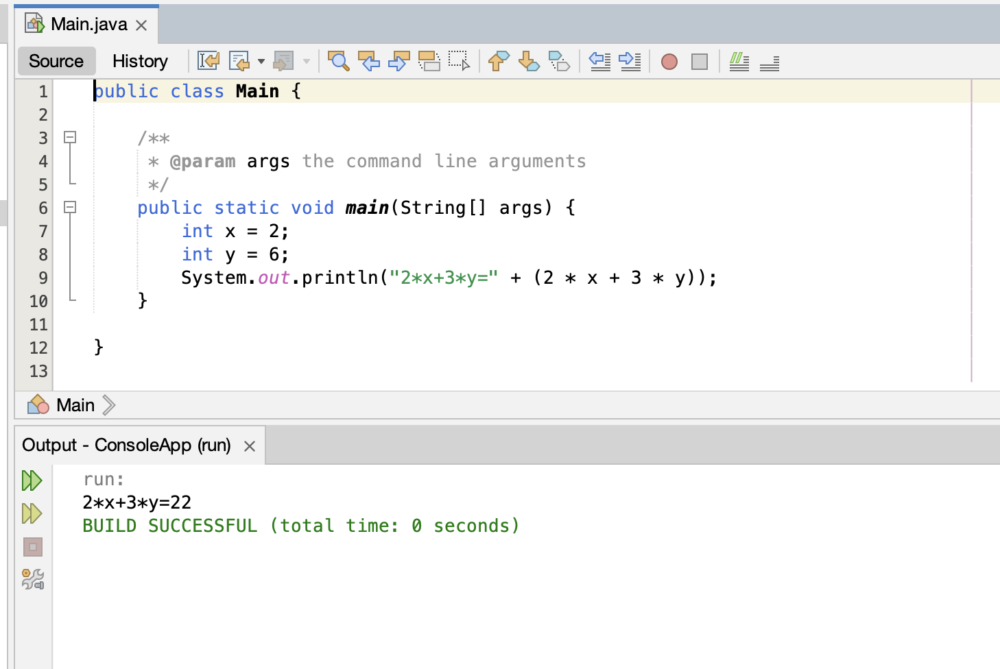 Main.java
Source History
1 public class Main {
2
3 /**
4 * @param args the command line arguments
5 */
6 public static void main(String[] args) {
7 int x = 2;
8 int y = 6;
9 System.out.println("2*x+3*y=" + (2 * x + 3 * y));
10 }
11
12 }
13
Main
Output - ConsoleApp (run)
run:
2*x+3*y=22
BUILD SUCCESSFUL (total time: 0 seconds)